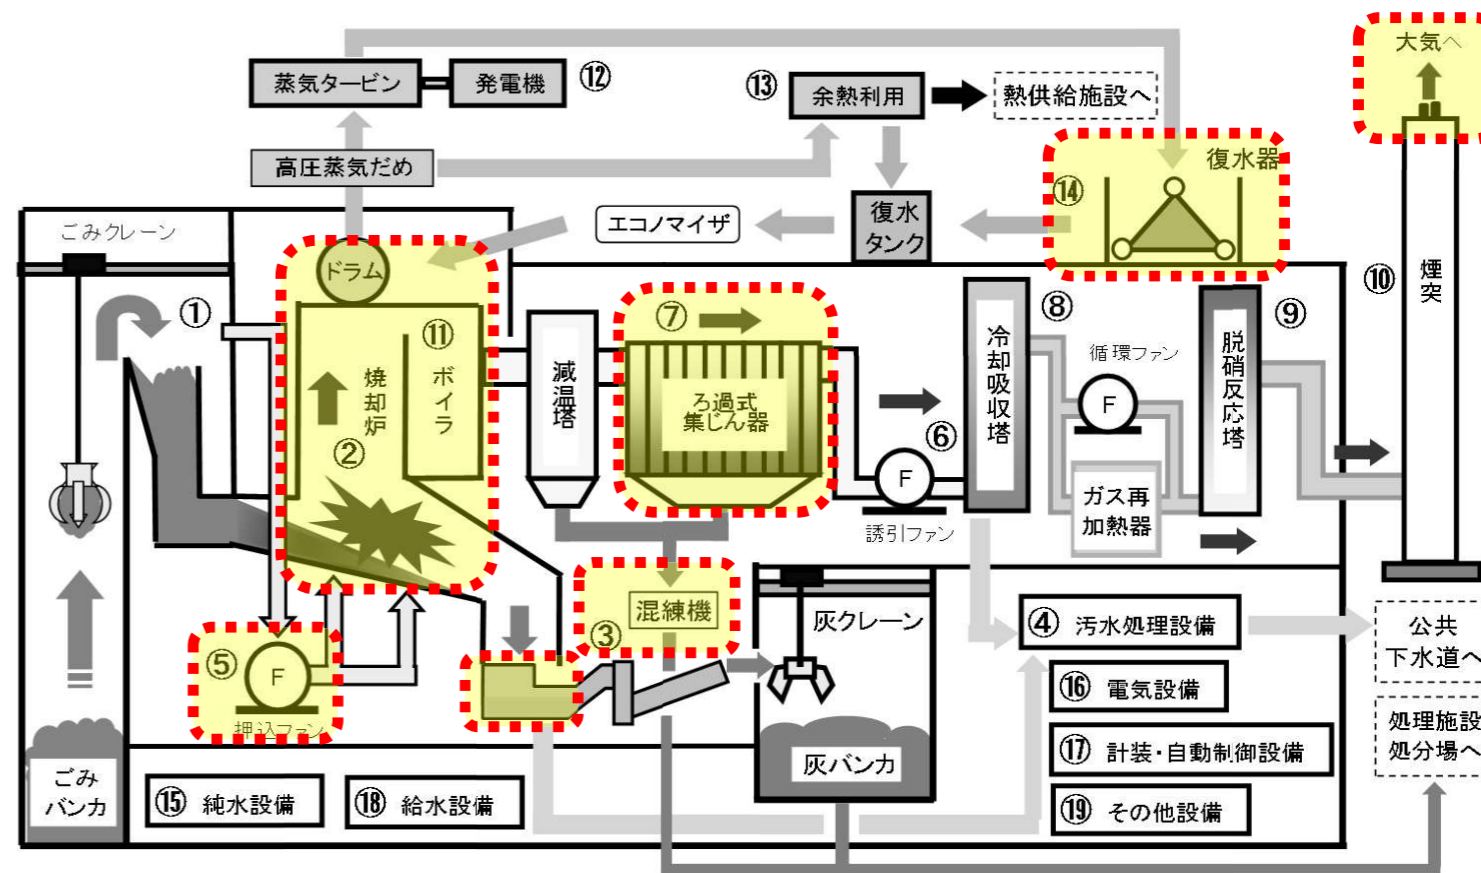 大気へ
蒸気タービン
発電機
⑫
⑬
余熱利用
熱供給施設へ
高圧蒸気だめ
復水器
⑭
ごみクレーン
エコノマイザ
復水
タンク
ドラム
⑩
煙突
①
⑪
⑦
⑧
⑨
焼却炉
ボイラ
減温塔
ろ過式
集じん器
冷却吸収塔
循環ファン
脱硝反応塔
F
②
⑥
F
ガス再
加熱器
誘引ファン
混練機
③
灰クレーン
④ 汚水処理設備
公共
下水道へ
⑤
F
押込ファン
⑯ 電気設備
処理施設
処分場へ
⑰ 計装・自動制御設備
灰バンカ
ごみ
バンカ
⑮ 純水設備
⑱ 給水設備
⑲ その他設備